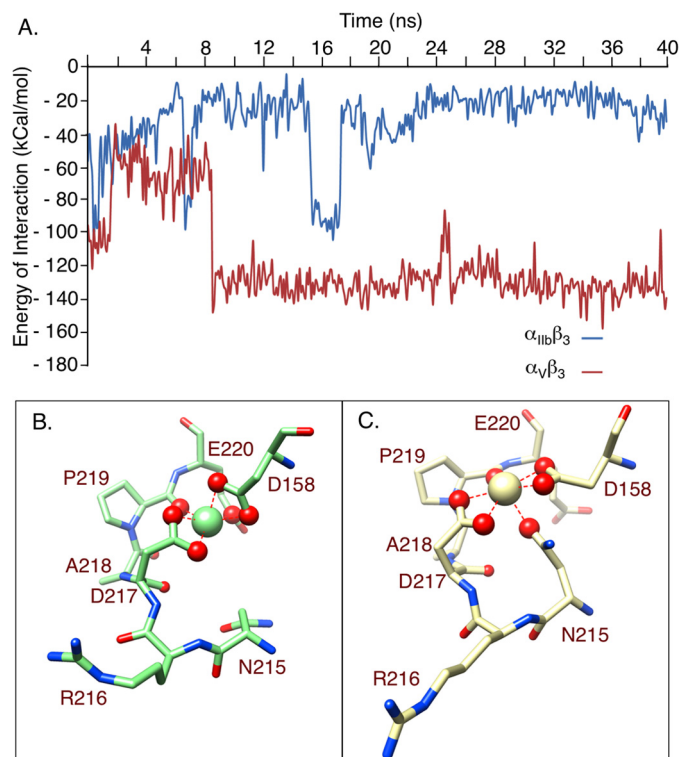 A.
Time (ns)
4 8 12 16 20 24 28 32 36 40
Energy of Interaction (kCal/mol)
0
- 20
- 40
- 60
- 80
- 100
- 120
- 140
- 160
- 180
αIIbβ3
αVβ3
B.
E220
P219
D158
A218
D217
N215
R216
C.
E220
P219
D158
A218
D217
N215
R216